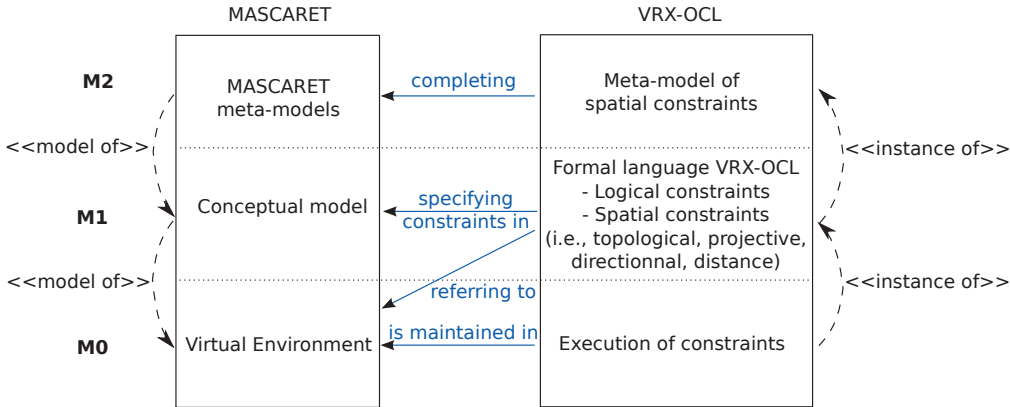 MASCARET
VRX-OCL
M2
MASCARET
meta-models
completing
Meta-model of
spatial constraints
<<model of>>
<<instance of>>
M1
Conceptual model
specifying
constraints in
Formal language VRX-OCL
- Logical constraints
- Spatial constraints
(i.e., topological, projective,
directionnal, distance)
<<model of>>
referring to
<<instance of>>
M0
Virtual Environment
is maintained in
Execution of constraints